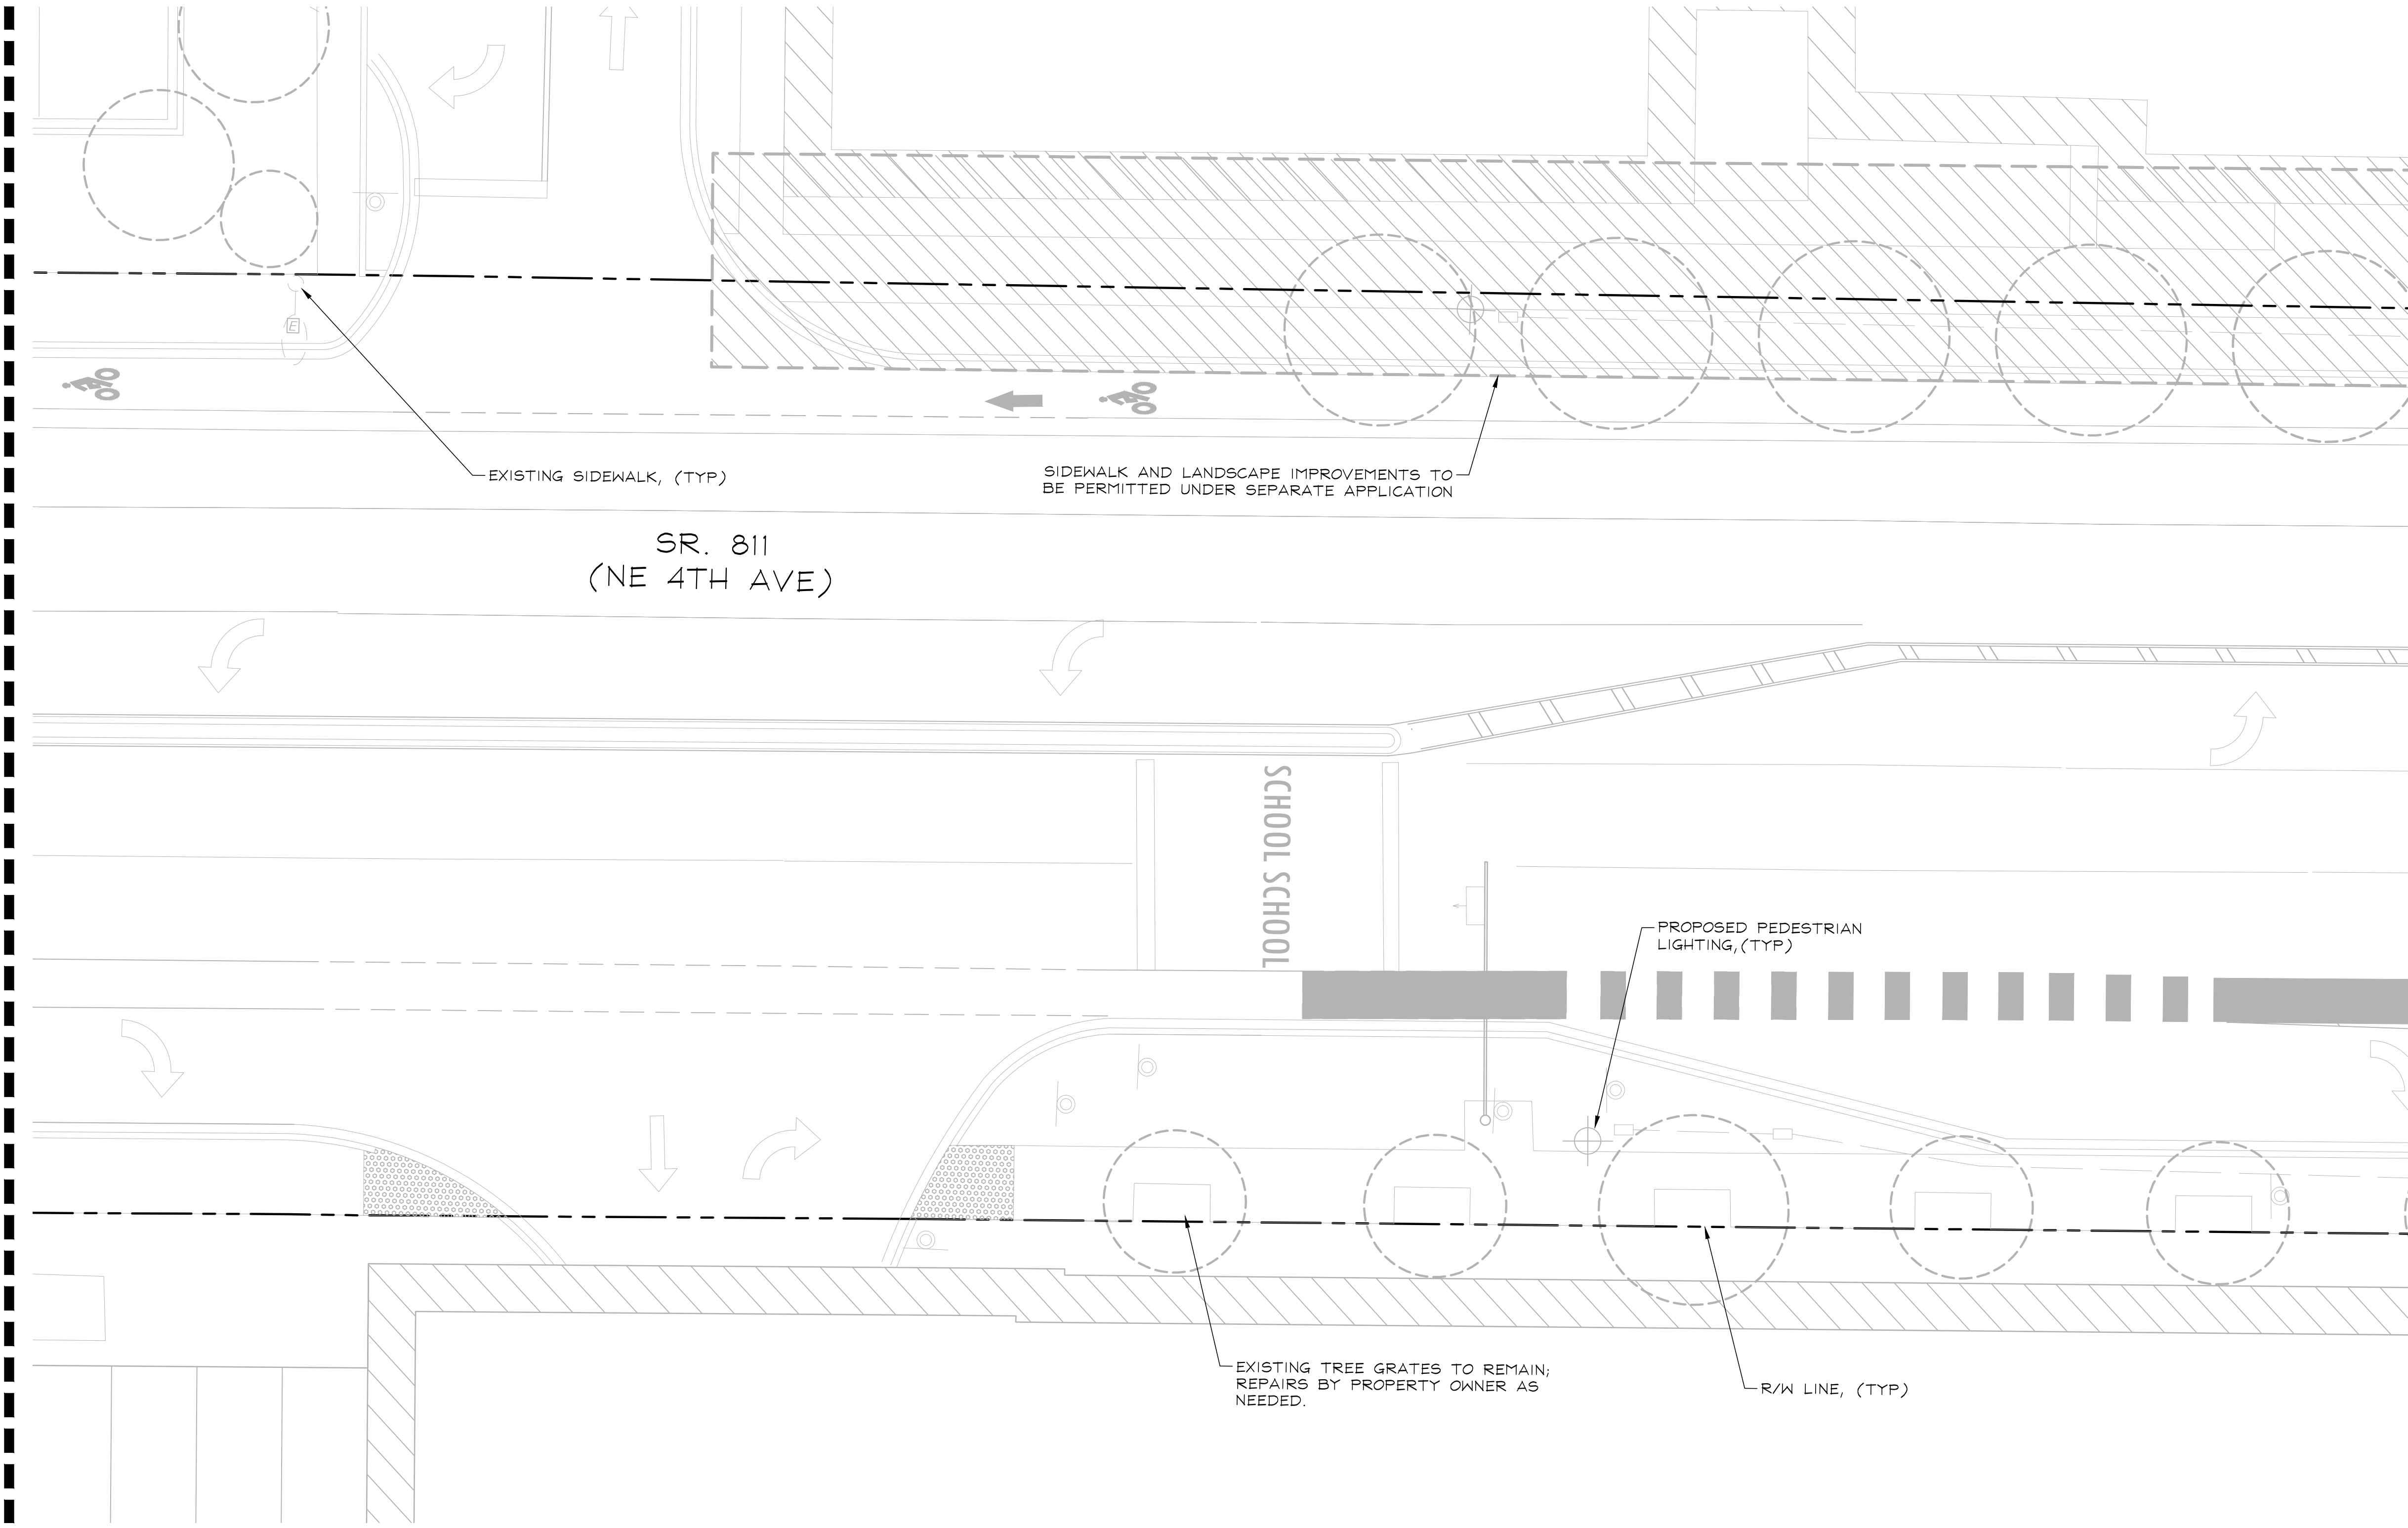 E
EXISTING SIDEWALK, (TYP)
SIDEWALK AND LANDSCAPE IMPROVEMENTS TO
BE PERMITTED UNDER SEPARATE APPLICATION
SR. 811
(NE 4TH AVE)
SCHOOL SCHOOL
PROPOSED PEDESTRIAN
LIGHTING,(TYP)
EXISTING TREE GRATES TO REMAIN;
REPAIRS BY PROPERTY OWNER AS
NEEDED.
R/W LINE, (TYP)